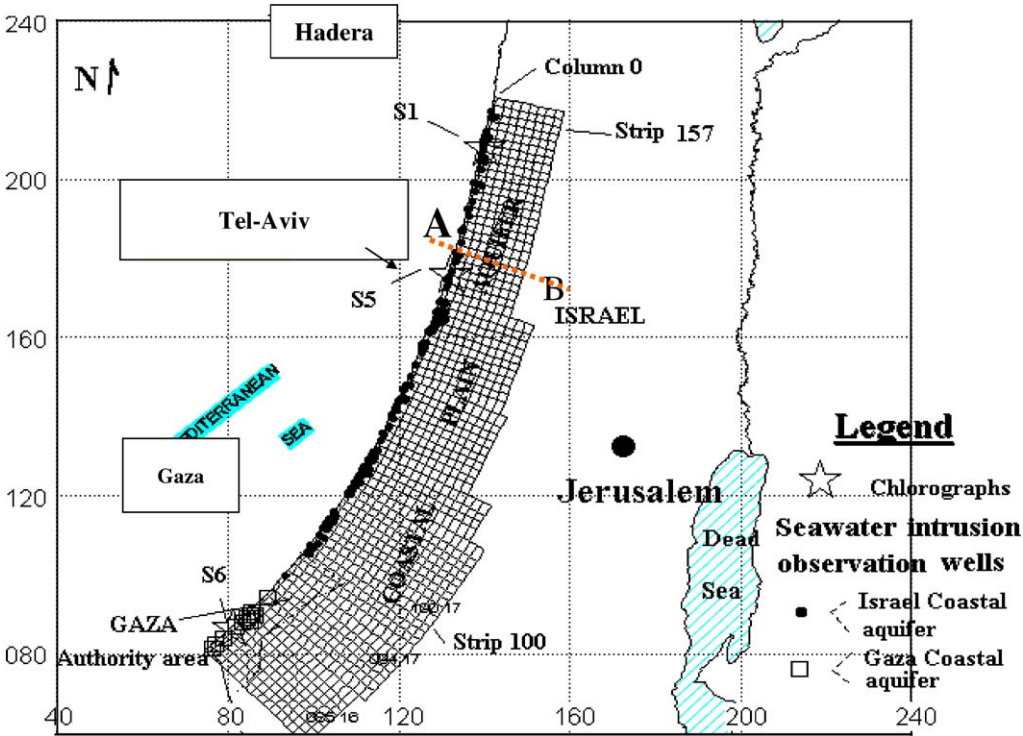 240
Hadera
N
Column 0
S1
Strip 157
200
Tel-Aviv
A
AQUIFER
S5
B
ISRAEL
160
PLAIN
MEDITERRANEAN
SEA
Legend
Gaza
Jerusalem
Chlorographs
120
Seawater intrusion
observation wells
COASTAL
Dead
Sea
S6
GAZA
Israel Coastal
aquifer
Strip 100
Authority area
080
Gaza Coastal
aquifer
40
80
120
160
200
240